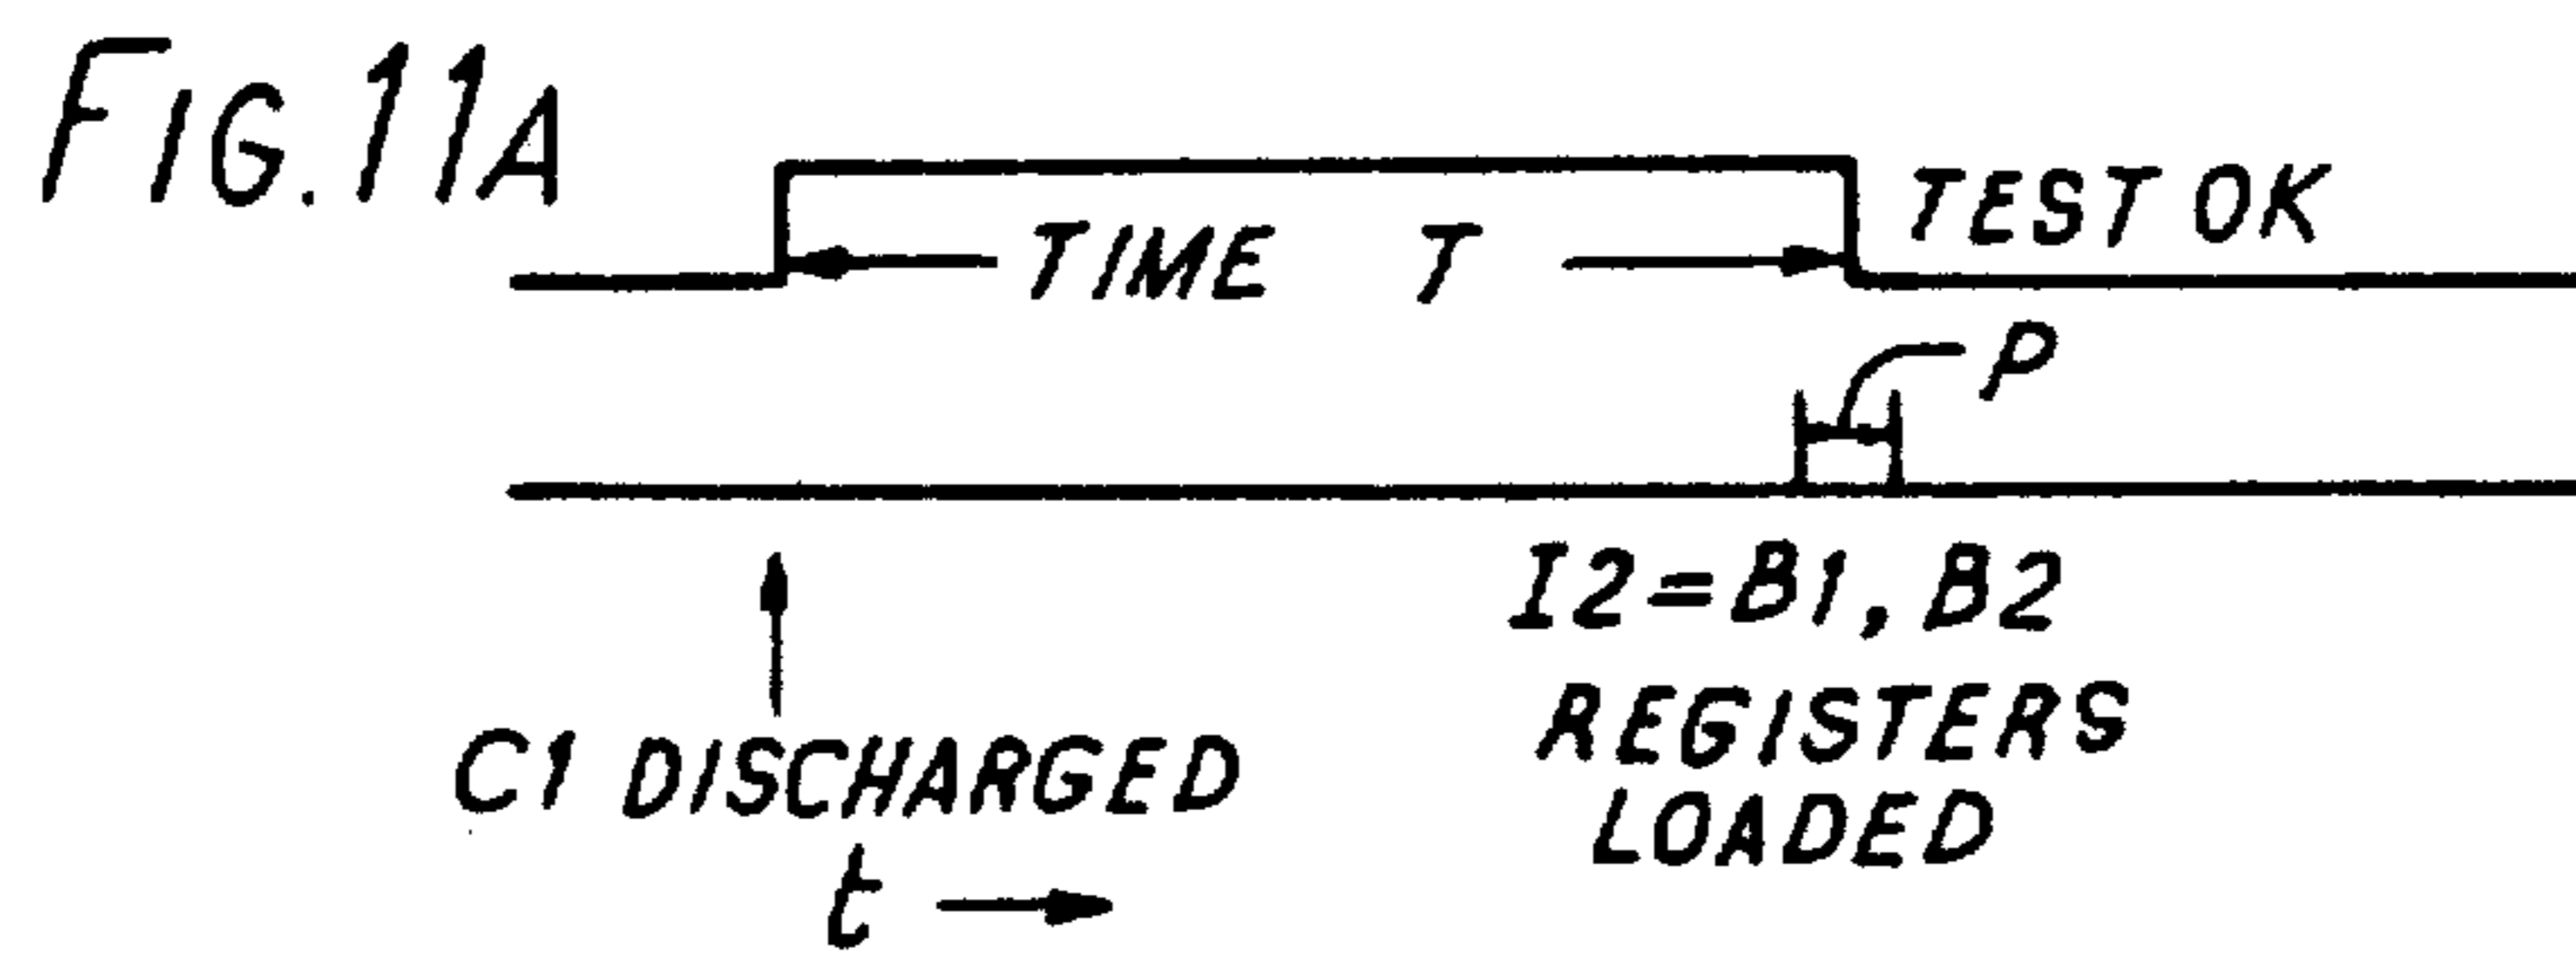 FIG. 11A
TIME T
TEST OK
P
I2=B1, B2
REGISTERS
LOADED
C1 DISCHARGED
t